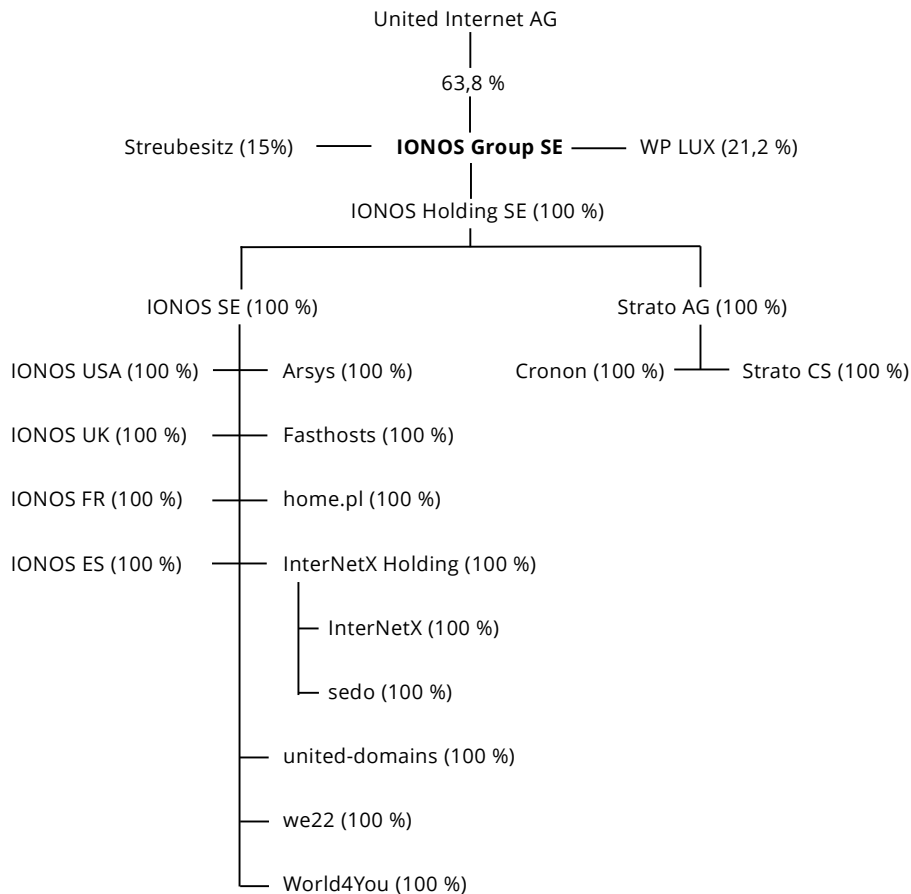 United Internet AG
63,8 %
Streubesitz (15%) IONOS Group SE WP LUX (21,2 %)
IONOS Holding SE (100 %)
IONOS SE (100 %) Strato AG (100 %)
IONOS USA (100 %) Arsys (100 %) Cronon (100 %) Strato CS (100 %)
IONOS UK (100 %) Fasthosts (100 %)
IONOS FR (100 %) home.pl (100 %)
IONOS ES (100 %) InterNetX Holding (100 %)
InterNetX (100 %)
sedo (100 %)
united-domains (100 %)
we22 (100 %)
World4You (100 %)